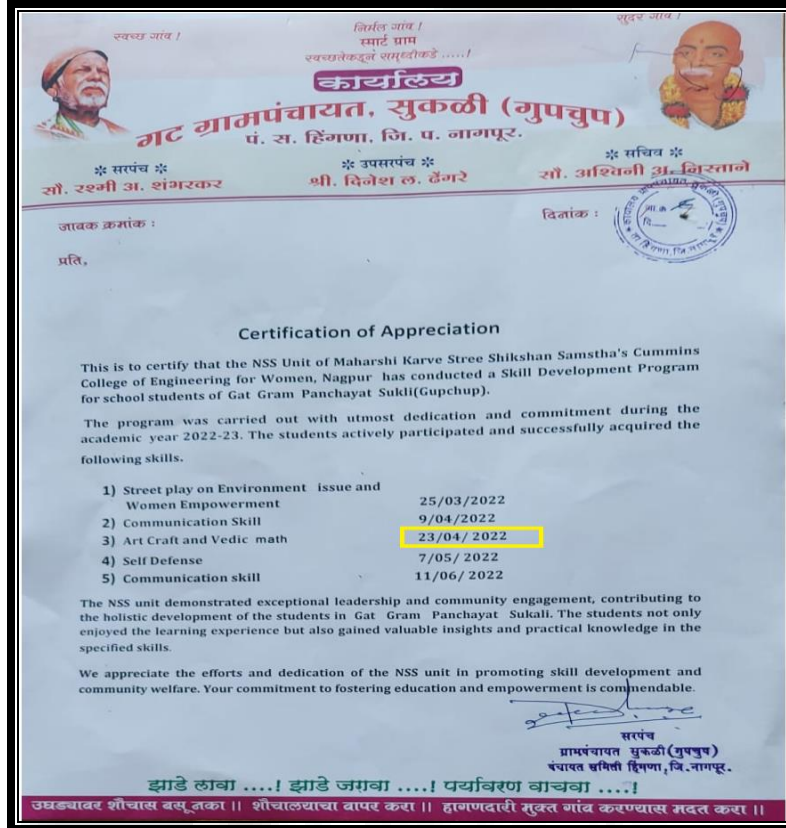 स्वच्छ गांव !
निर्मल गांव !
सुंदर गांव !
स्मार्ट ग्राम
स्वच्छतेकडून समृध्दीकडे .....!
कार्यालय
गट ग्रामपंचायत, सुकळी (गुपचुप)
पं. स. हिंगणा, जि. प. नागपूर.
❊ सरपंच ❊
❊ उपसरपंच ❊
❊ सचिव ❊
सौ. रश्मी अ. शंभरकर
श्री. दिनेश ल. ढेंगरे
सौ. अश्विनी अ. निस्ताने
जावक क्रमांक :
दिनांक :
प्रति,
Certification of Appreciation
This is to certify that the NSS Unit of Maharshi Karve Stree Shikshan Samstha's Cummins
College of Engineering for Women, Nagpur has conducted a Skill Development Program
for school students of Gat Gram Panchayat Sukli(Gupchup).
The program was carried out with utmost dedication and commitment during the
academic year 2022-23. The students actively participated and successfully acquired the
following skills.
1) Street play on Environment issue and
Women Empowerment 25/03/2022
2) Communication Skill 9/04/2022
3) Art Craft and Vedic math 23/04/ 2022
4) Self Defense 7/05/ 2022
5) Communication skill 11/06/ 2022
The NSS unit demonstrated exceptional leadership and community engagement, contributing to
the holistic development of the students in Gat Gram Panchayat Sukali. The students not only
enjoyed the learning experience but also gained valuable insights and practical knowledge in the
specified skills.
We appreciate the efforts and dedication of the NSS unit in promoting skill development and
community welfare. Your commitment to fostering education and empowerment is commendable.
सरपंच
ग्रामपंचायत सुकळी(गुपचुप)
पंचायत समिती हिंगणा,जि.नागपूर.
झाडे लावा ....! झाडे जगवा ....! पर्यावरण वाचवा ....!
उघड्यावर शौचास बसू नका ।। शौचालयाचा वापर करा ।। हागणदारी मुक्त गांव करण्यास मदत करा ।।